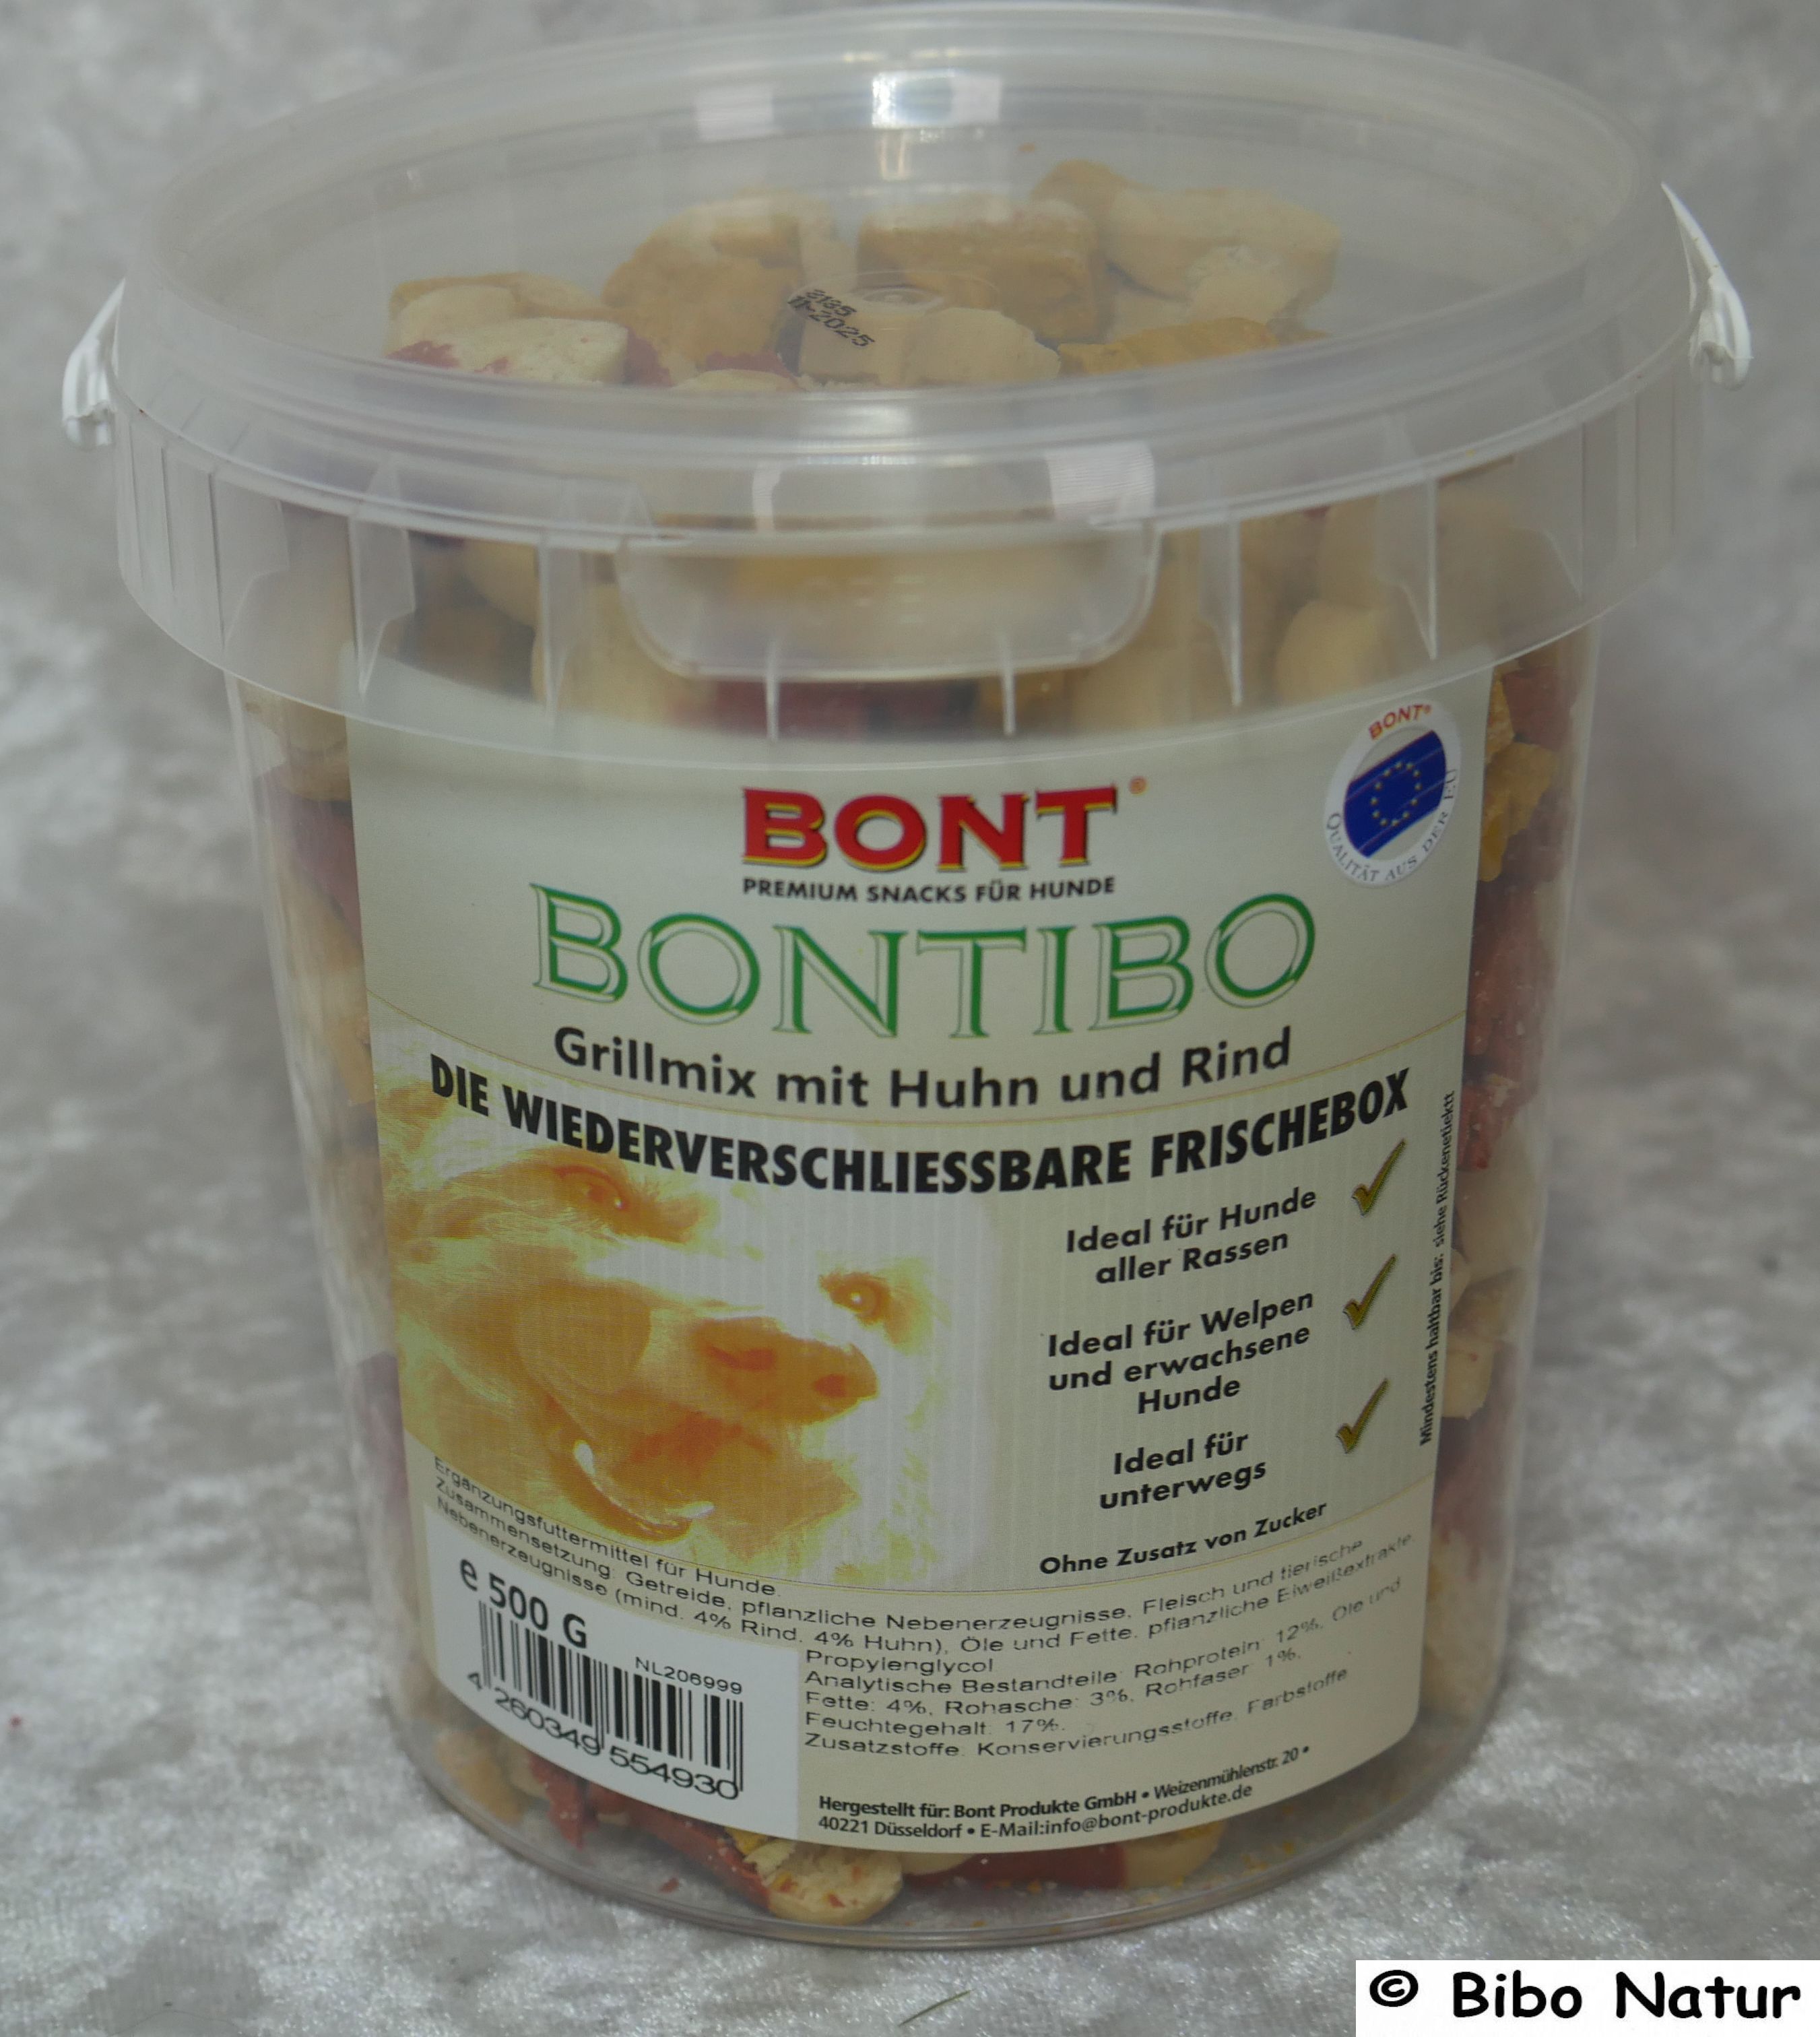 8185
11-2025
BONT®
QUALITÄT AUS DER EU
BONT®
PREMIUM SNACKS FÜR HUNDE
BONTIBO
Grillmix mit Huhn und Rind
DIE WIEDERVERSCHLIESSBARE FRISCHEBOX
Ideal für Hunde
aller Rassen
Ideal für Welpen
und erwachsene
Hunde
Ideal für
unterwegs
Ohne Zusatz von Zucker
Mindestens haltbar bis: siehe Rückenetiektt
Ergänzungsfuttermittel für Hunde.
Zusammensetzung: Getreide, pflanzliche Nebenerzeugnisse, Fleisch und tierische
Nebenerzeugnisse (mind. 4% Rind, 4% Huhn), Öle und Fette, pflanzliche Eiweißextrakte,
Propylenglycol
Analytische Bestandteile: Rohprotein: 12%, Öle und
Fette: 4%, Rohasche: 3%, Rohfaser: 1%,
Feuchtegehalt: 17%.
Zusatzstoffe: Konservierungsstoffe, Farbstoffe
e 500 G
NL206999
4 260349 554930
Hergestellt für: Bont Produkte GmbH • Weizenmühlenstr. 20 •
40221 Düsseldorf • E-Mail:info@bont-produkte.de
© Bibo Natur